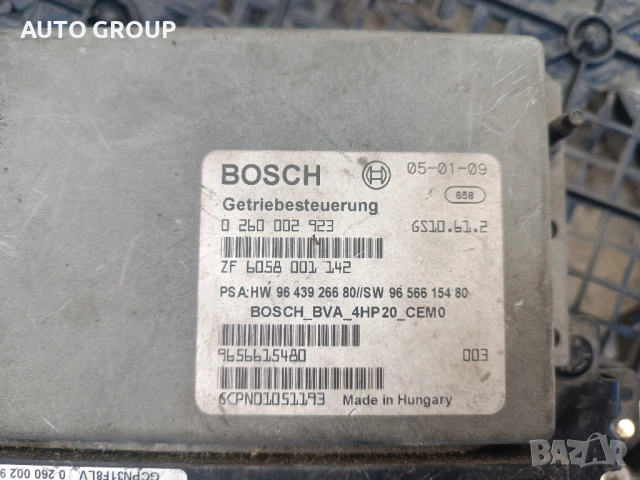 AUTO GROUP
BOSCH 05-01-09
658
Getriebesteuerung
0 260 002 923 GS10.61.2
ZF 6058 001 142
PSA:HW 96 439 266 80//SW 96 566 154 80
BOSCH_BVA_4HP20_CEM0
9656615480 003
6CPN01051193 Made in Hungary
GCPN31F8LV 0 260 002 9
BAZAR